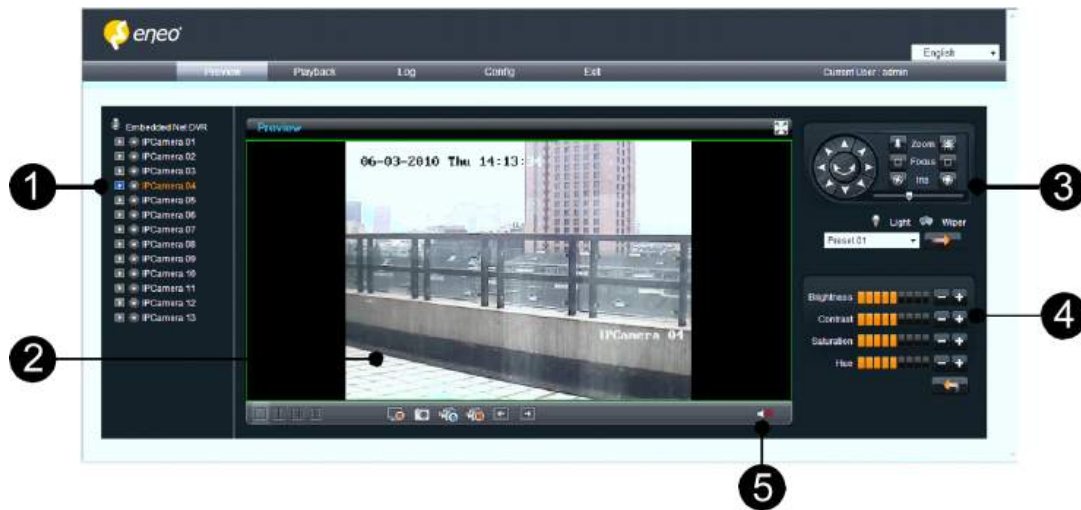 eneo
English
Preview Playback Log Config Exit Current User : admin
Embedded Net DVR
IPCamera 01
IPCamera 02
IPCamera 03
IPCamera 04
IPCamera 05
IPCamera 06
IPCamera 07
IPCamera 08
IPCamera 09
IPCamera 10
IPCamera 11
IPCamera 12
IPCamera 13
Preview
06-03-2010 Thu 14:13:
IPCamera 04
Zoom
Focus
Iris
Light Wiper
Preset 01
Brightness
Contrast
Saturation
Hue
1
2
3
4
5